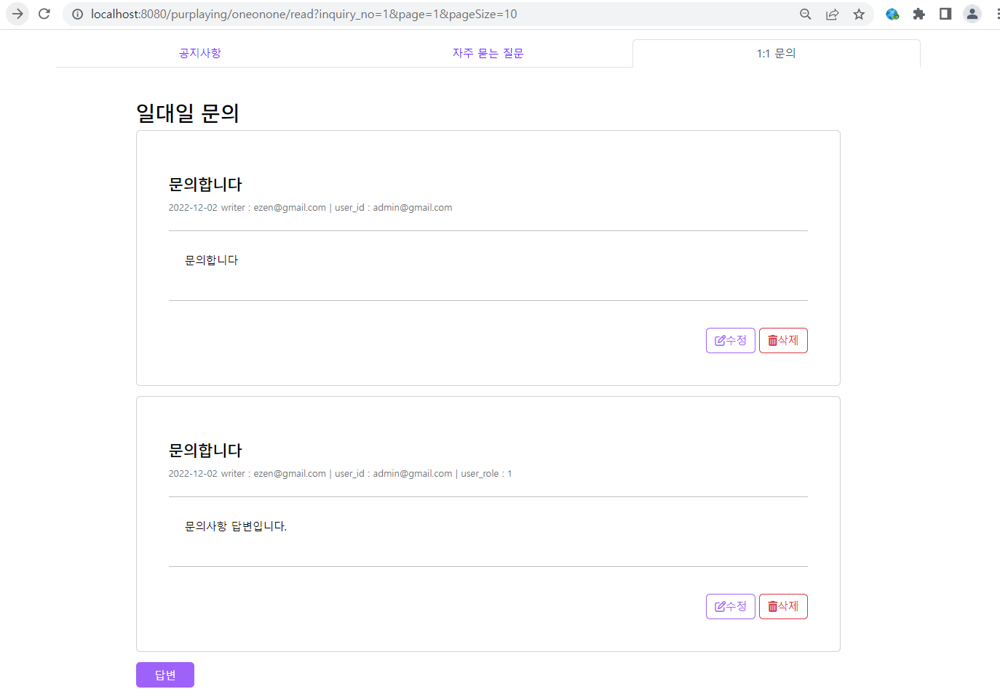 localhost:8080/purplaying/oneonone/read?inquiry_no=1&page=1&pageSize=10
공지사항 자주 묻는 질문 1:1 문의
일대일 문의
문의합니다
2022-12-02 writer : ezen@gmail.com | user_id : admin@gmail.com
문의합니다
수정 삭제
문의합니다
2022-12-02 writer : ezen@gmail.com | user_id : admin@gmail.com | user_role : 1
문의사항 답변입니다.
수정 삭제
답변